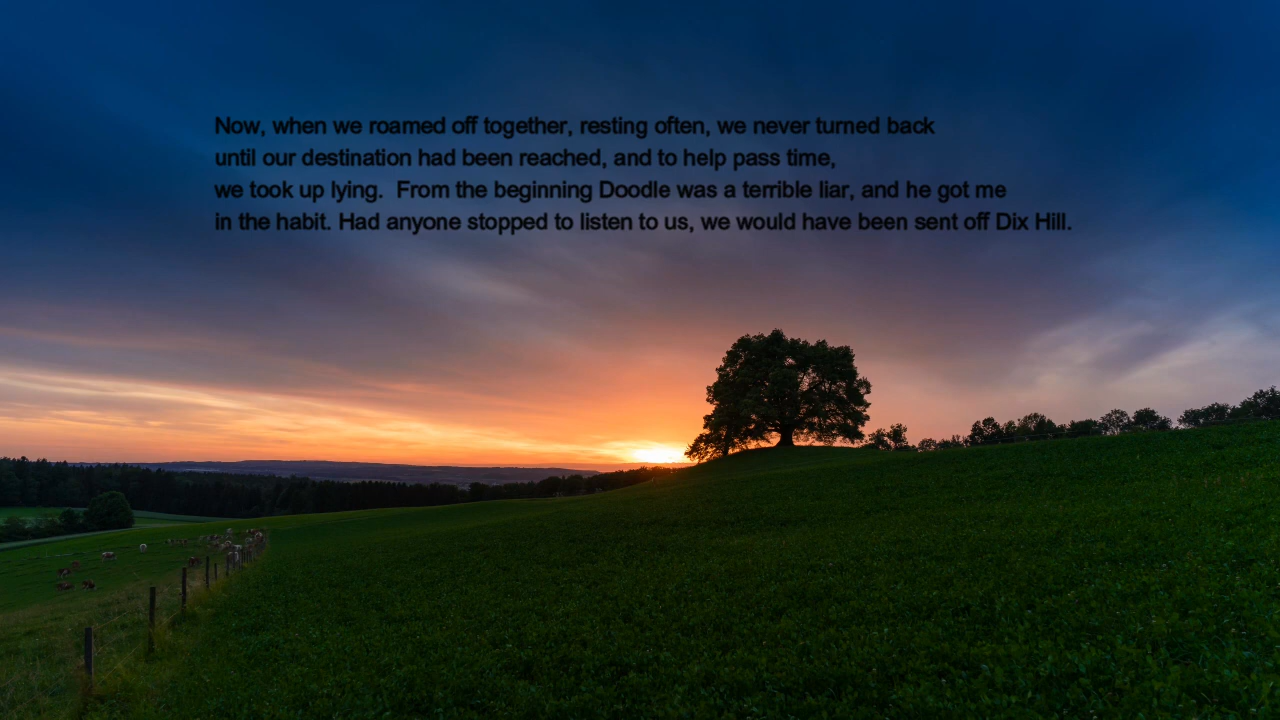 Now, when we roamed off together, resting often, we never turned back
until our destination had been reached, and to help pass time,
we took up lying.  From the beginning Doodle was a terrible liar, and he got me
in the habit. Had anyone stopped to listen to us, we would have been sent off Dix Hill.